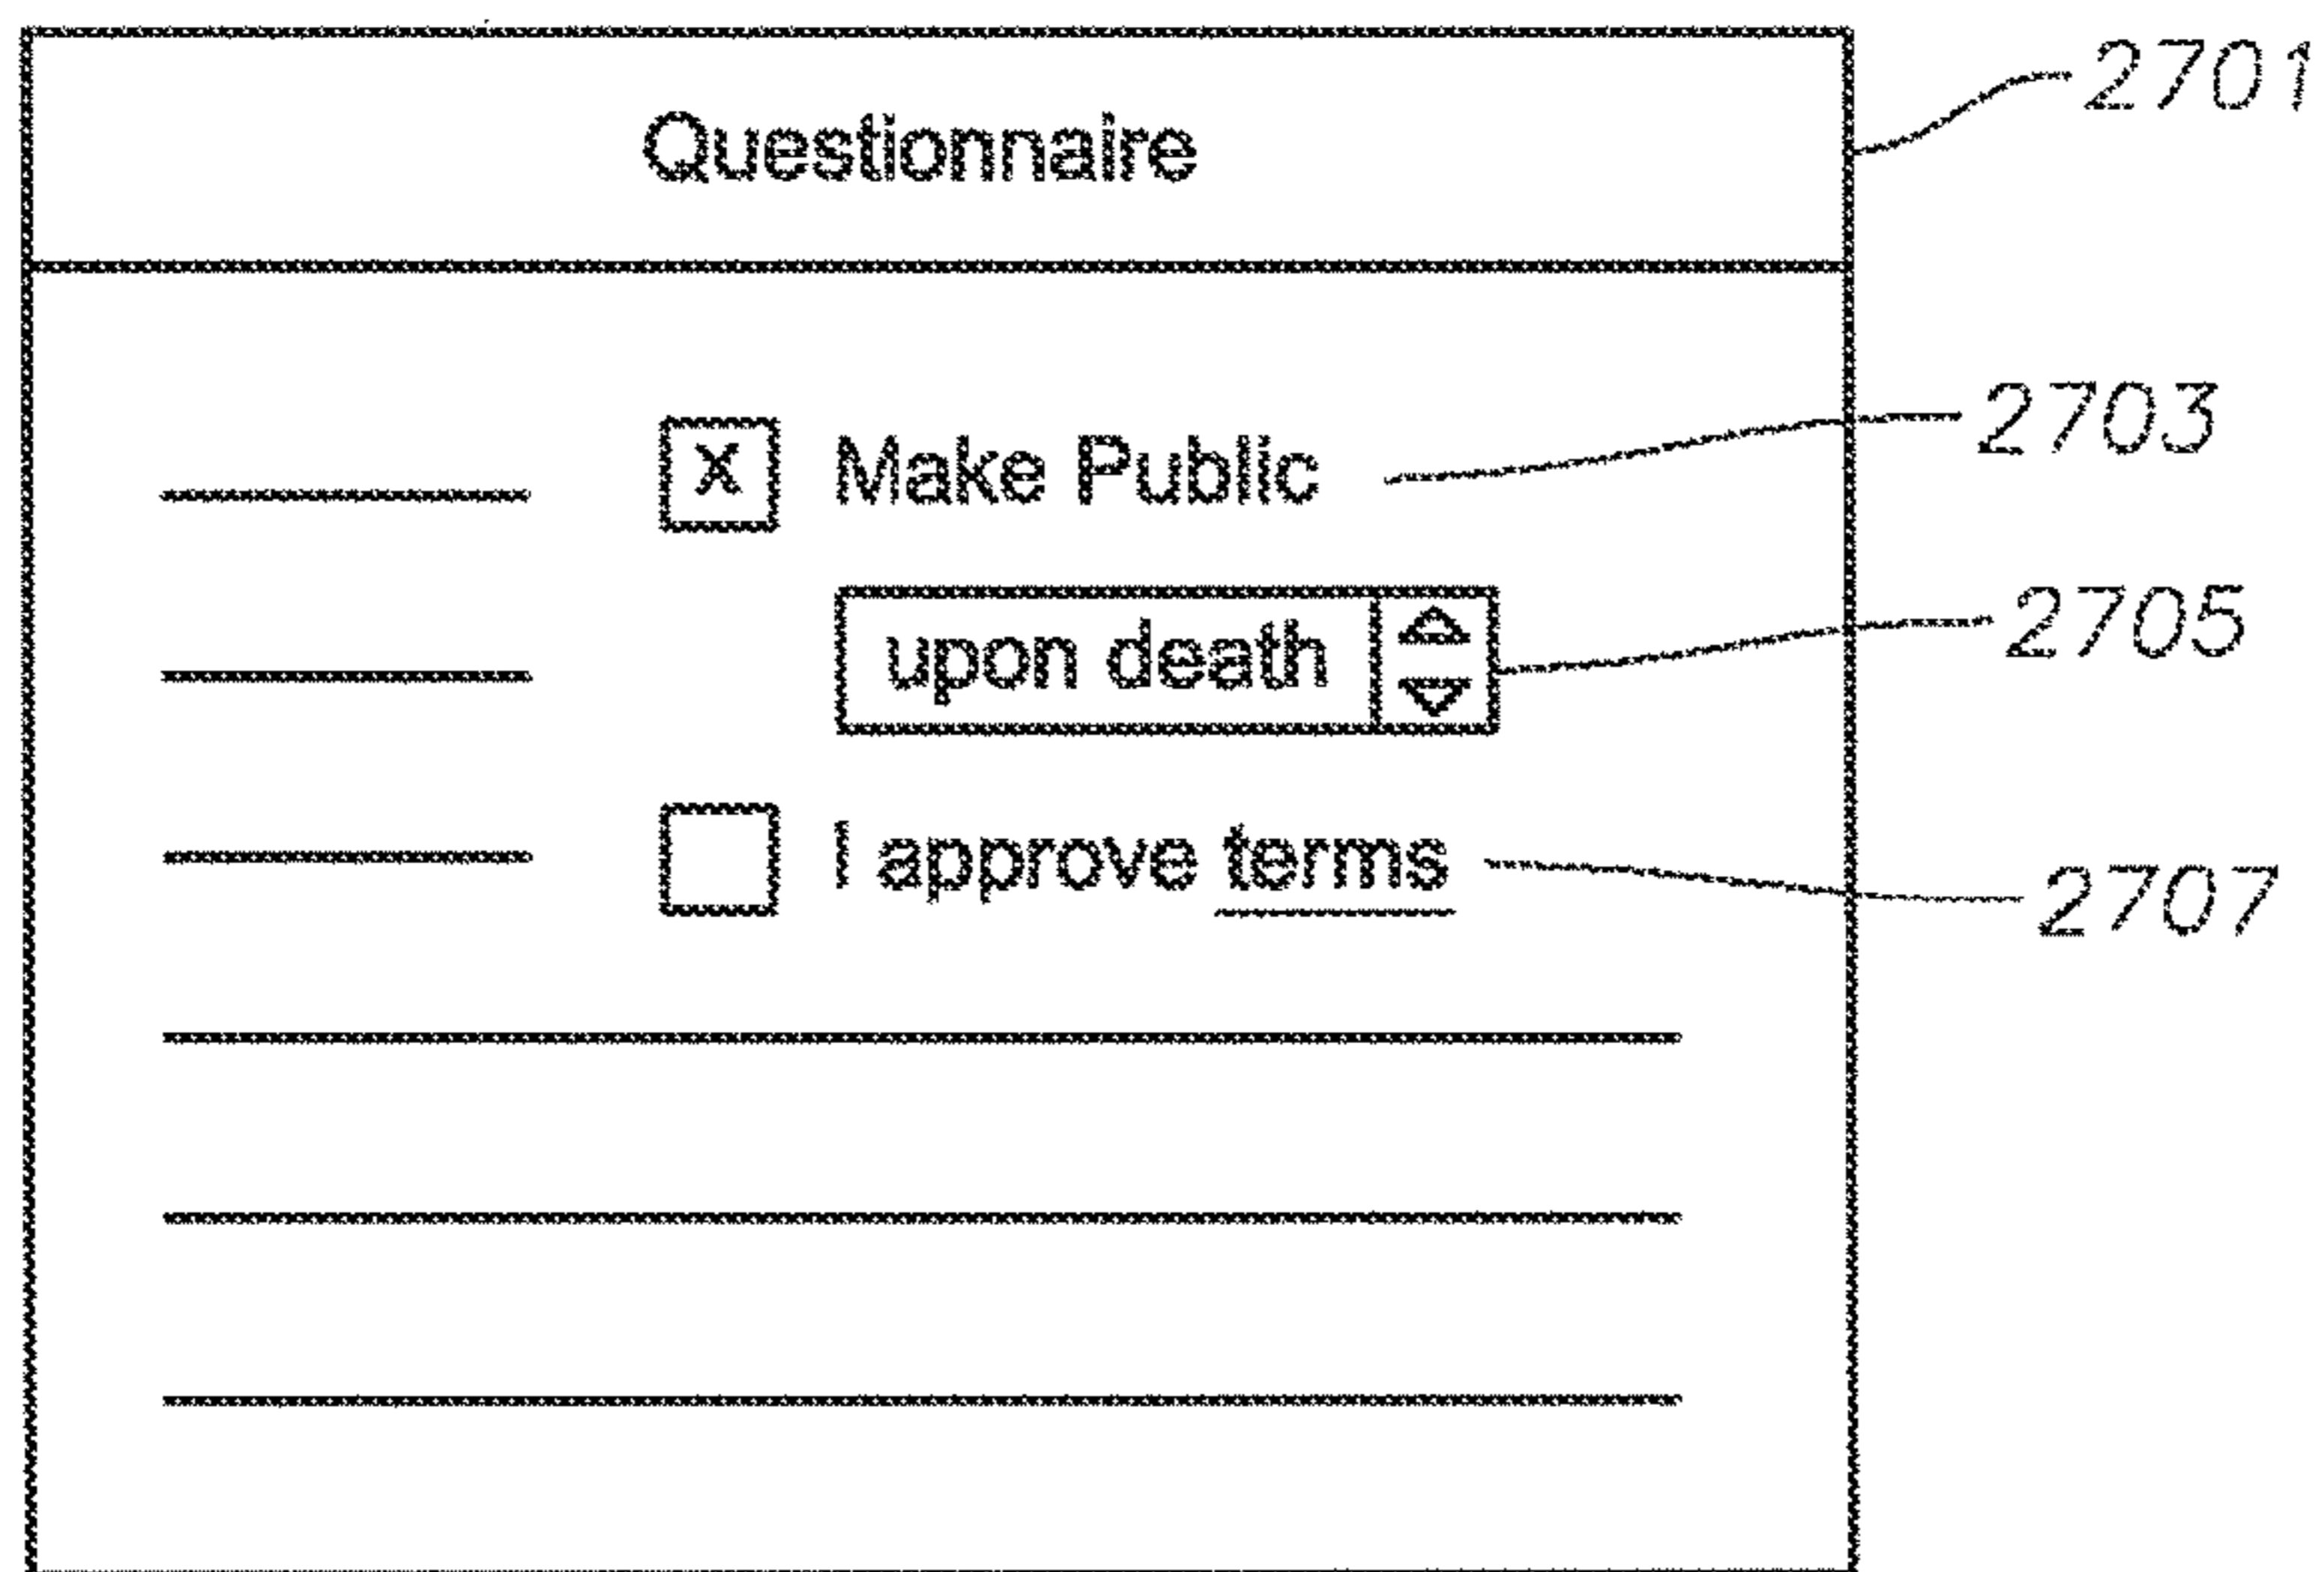 Questionnaire 2701
x Make Public 2703
upon death 2705
I approve terms 2707